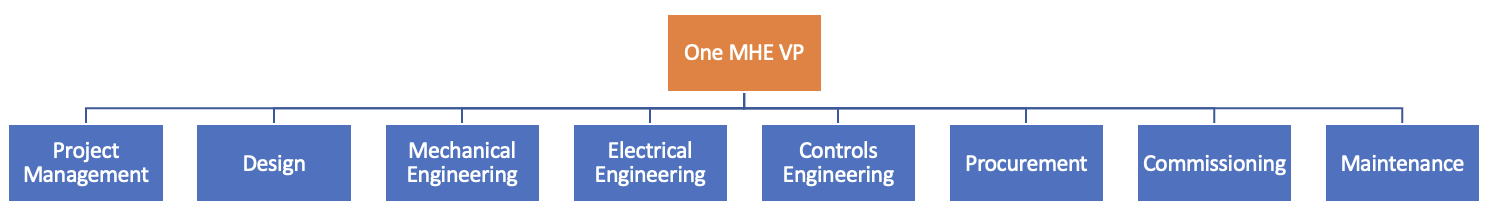 One MHE VP
Project
Management
Design
Mechanical
Engineering
Electrical
Engineering
Controls
Engineering
Procurement
Commissioning
Maintenance